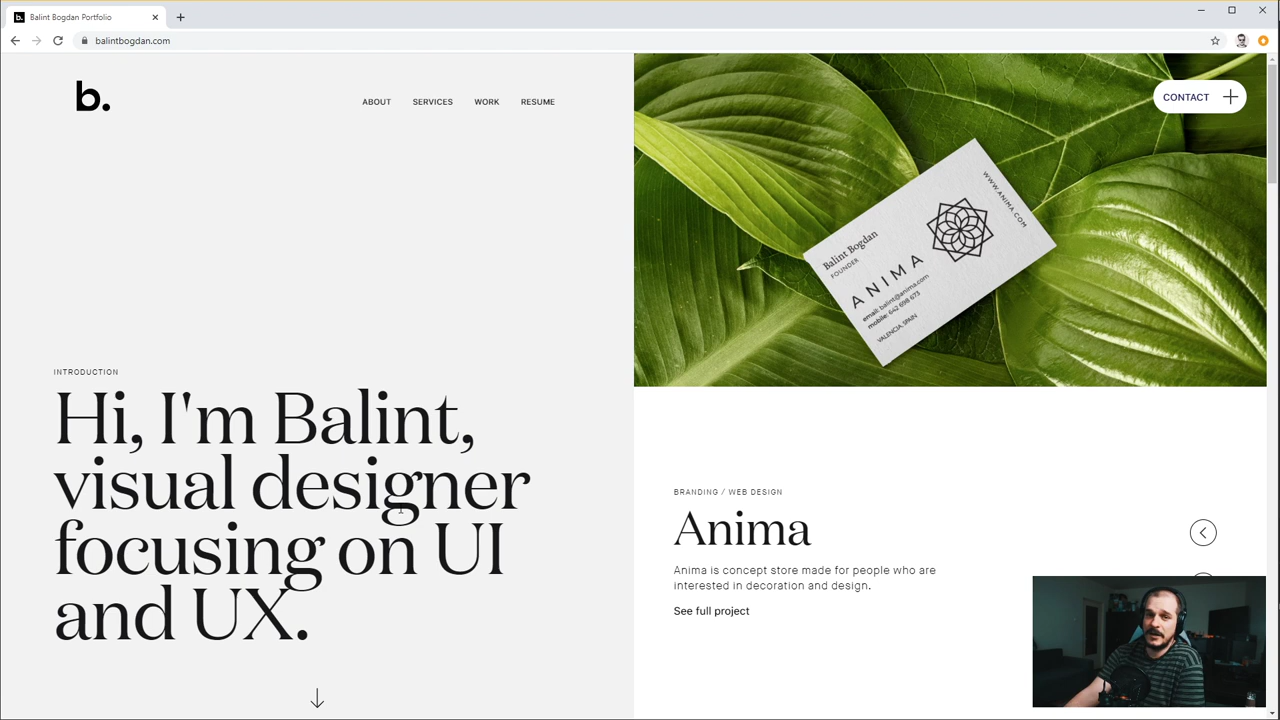 Balint Bogdan Portfolio
balintbogdan.com
b.
ABOUT SERVICES WORK RESUME
CONTACT
Balint Bogdan
FOUNDER
ANIMA
email: balint@anima.com
mobile: 642 698 673
VALENCIA, SPAIN
WWW.ANIMA.COM
INTRODUCTION
Hi, I'm Balint,
visual designer
focusing on UI
and UX.
BRANDING / WEB DESIGN
Anima
Anima is concept store made for people who are
interested in decoration and design.
See full project